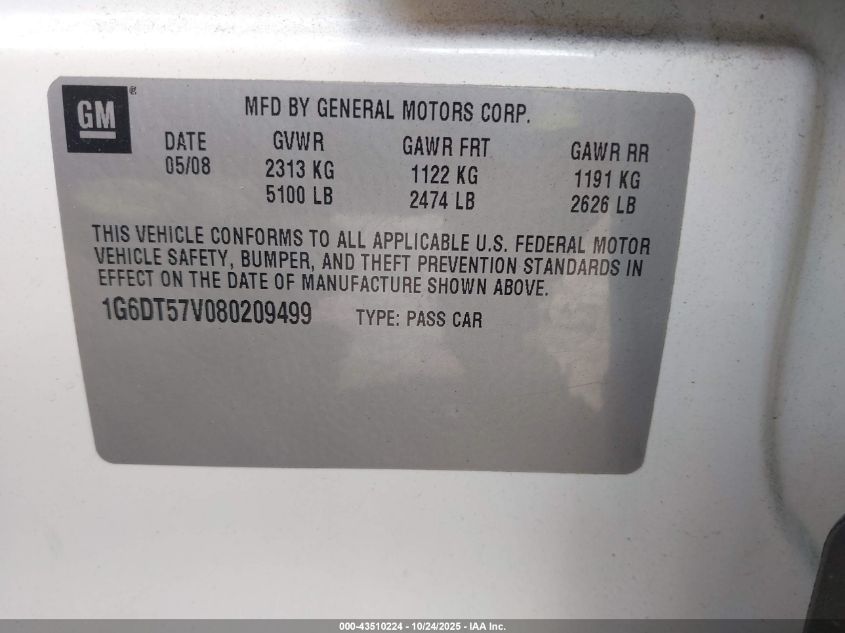 GM®
MFD BY GENERAL MOTORS CORP.
DATE GVWR GAWR FRT GAWR RR
05/08 2313 KG 1122 KG 1191 KG
5100 LB 2474 LB 2626 LB
THIS VEHICLE CONFORMS TO ALL APPLICABLE U.S. FEDERAL MOTOR
VEHICLE SAFETY, BUMPER, AND THEFT PREVENTION STANDARDS IN
EFFECT ON THE DATE OF MANUFACTURE SHOWN ABOVE.
1G6DT57V080209499 TYPE: PASS CAR
000-43510224 - 10/24/2025 - IAA Inc.